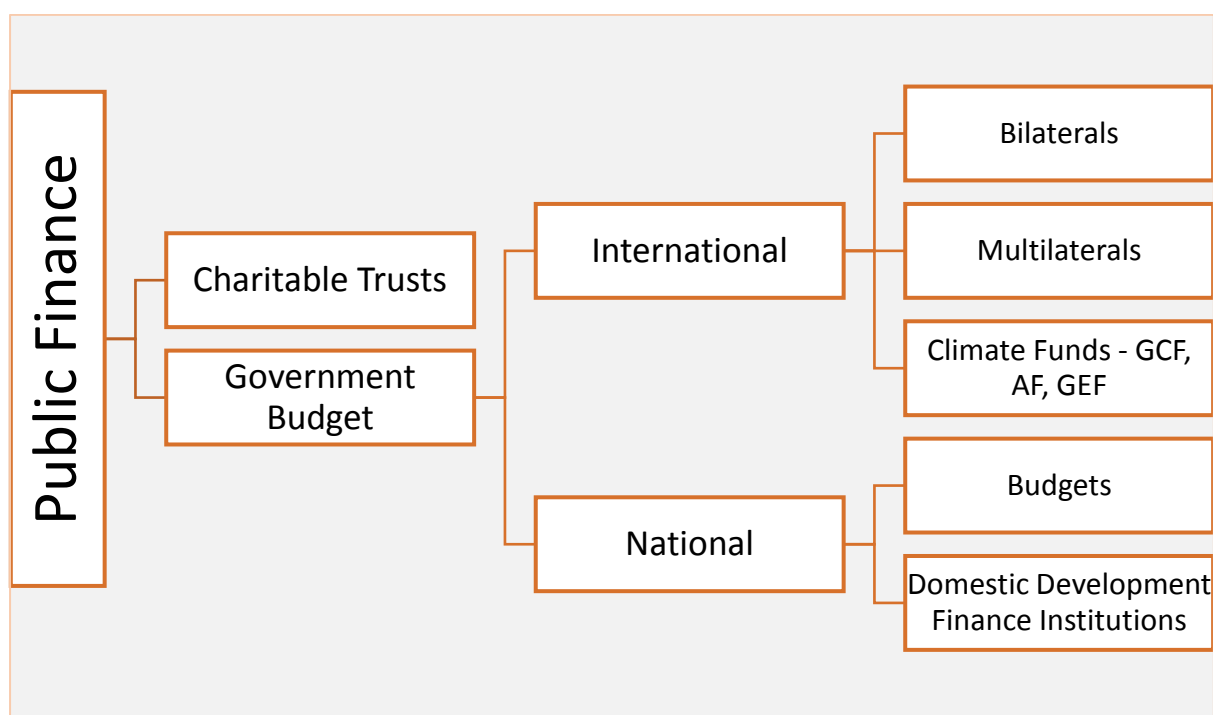 Public Finance
Charitable Trusts
Government
Budget
International
National
Bilaterals
Multilaterals
Climate Funds - GCF,
AF, GEF
Budgets
Domestic Development
Finance Institutions